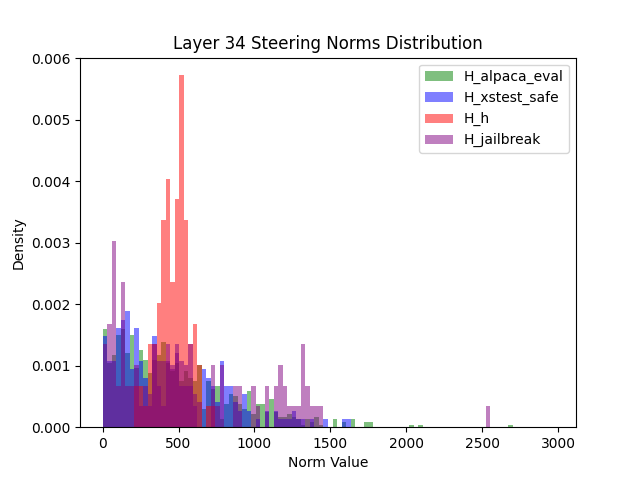 Layer 34 Steering Norms Distribution
0.006
0.005
0.004
0.003
0.002
0.001
0.000
Density
H_alpaca_eval
H_xstest_safe
H_h
H_jailbreak
0 500 1000 1500 2000 2500 3000
Norm Value